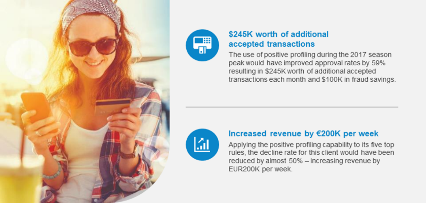 $245K worth of additional
accepted transactions
The use of positive profiling during the 2017 season
peak would have improved approval rates by 59%
resulting in $245K worth of additional accepted
transactions each month and $100K in fraud savings.
Increased revenue by €200K per week
Applying the positive profiling capability to its five top
rules, the decline rate for this client would have been
reduced by almost 50% – increasing revenue by
EUR200K per week.